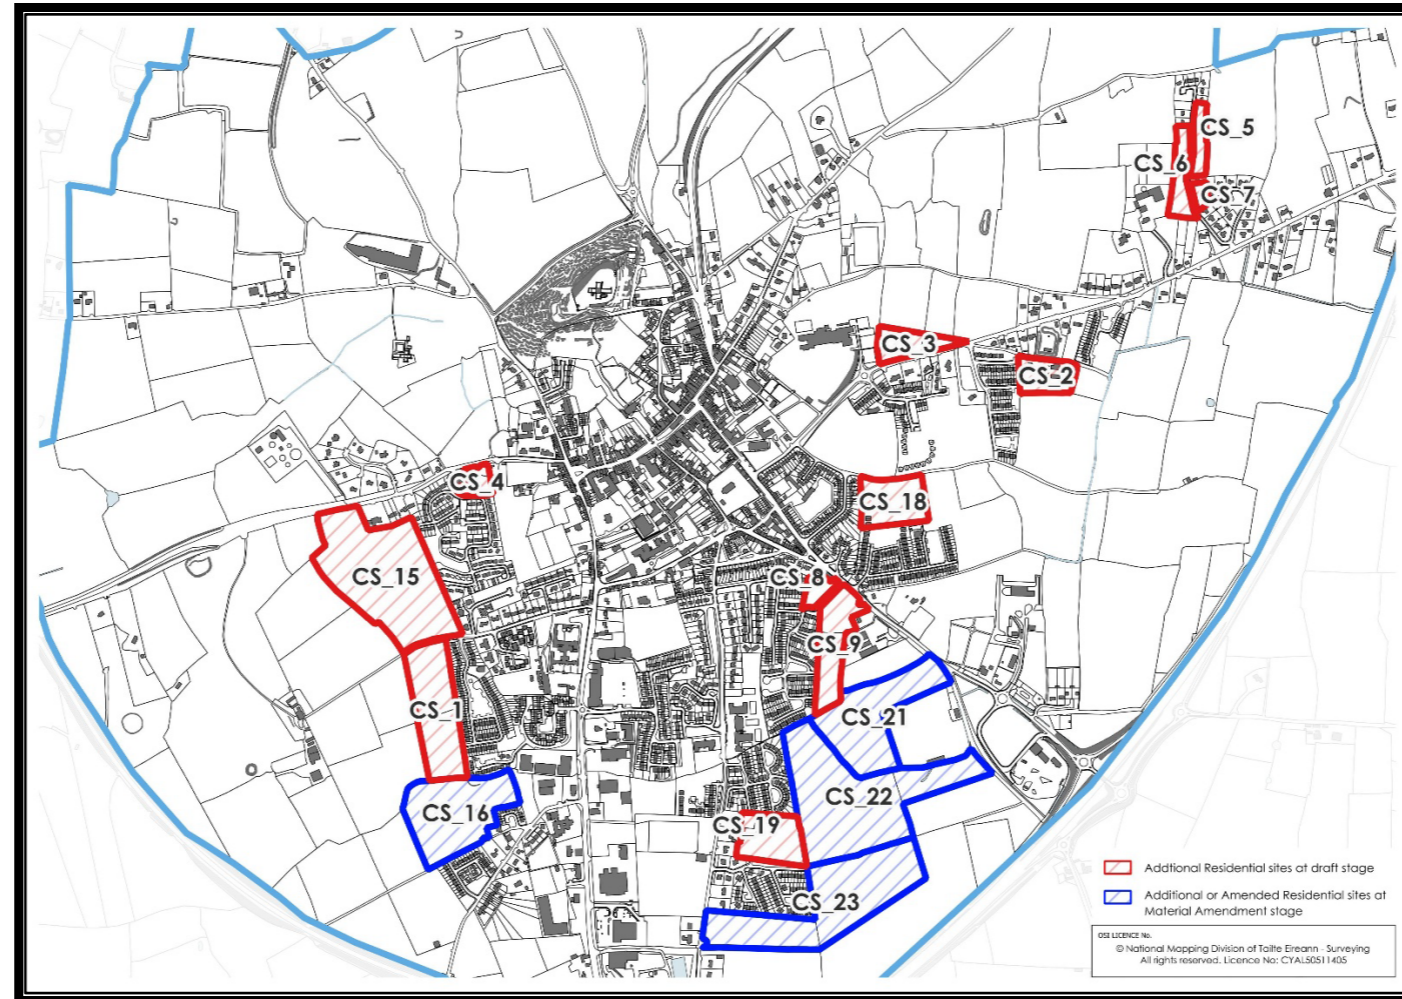 CS_5
CS_6
CS_7
CS_3
CS_2
CS_4
CS_18
CS_15
CS_8
CS_9
CS_1
CS_21
CS_16
CS_22
CS_19
CS_23
Addtional Residential sites at draft stage
Additional or Amended Residential sites at
Material Amendment stage
OSI LICENCE No.
© National Mapping Division of Tailte Eireann - Surveying
All rights reserved. Licence No: CYAL50511405